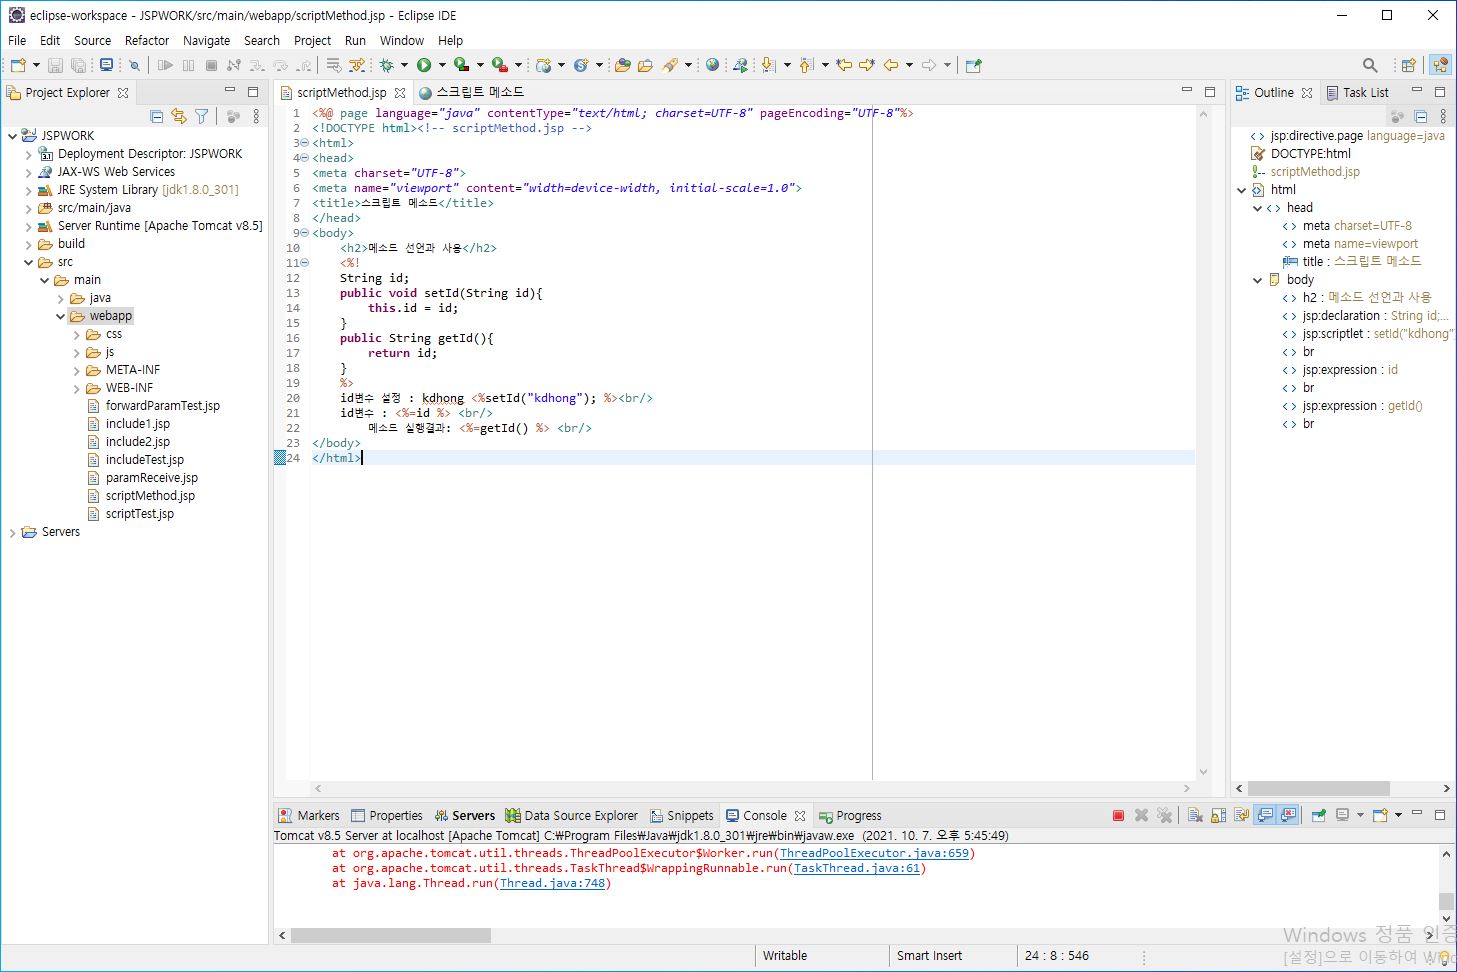 eclipse-workspace - JSPWORK/src/main/webapp/scriptMethod.jsp - Eclipse IDE
File Edit Source Refactor Navigate Search Project Run Window Help
Project Explorer
JSPWORK
Deployment Descriptor: JSPWORK
JAX-WS Web Services
JRE System Library [jdk1.8.0_301]
src/main/java
Server Runtime [Apache Tomcat v8.5]
build
src
main
java
webapp
css
js
META-INF
WEB-INF
forwardParamTest.jsp
include1.jsp
include2.jsp
includeTest.jsp
paramReceive.jsp
scriptMethod.jsp
scriptTest.jsp
Servers
scriptMethod.jsp 스크립트 메소드
1 <%@ page language="java" contentType="text/html; charset=UTF-8" pageEncoding="UTF-8"%>
2 <!DOCTYPE html><!-- scriptMethod.jsp -->
3 <html>
4 <head>
5 <meta charset="UTF-8">
6 <meta name="viewport" content="width=device-width, initial-scale=1.0">
7 <title>스크립트 메소드</title>
8 </head>
9 <body>
10 <h2>메소드 선언과 사용</h2>
11 <%!
12 String id;
13 public void setId(String id){
14 this.id = id;
15 }
16 public String getId(){
17 return id;
18 }
19 %>
20 id변수 설정 : kdhong <%setId("kdhong"); %><br/>
21 id변수 : <%=id %> <br/>
22 메소드 실행결과: <%=getId() %> <br/>
23 </body>
24 </html>
Outline Task List
jsp:directive.page language=java
DOCTYPE:html
scriptMethod.jsp
html
head
meta charset=UTF-8
meta name=viewport
title : 스크립트 메소드
body
h2 : 메소드 선언과 사용
jsp:declaration : String id;...
jsp:scriptlet : setId("kdhong"
br
jsp:expression : id
br
jsp:expression : getId()
br
Markers Properties Servers Data Source Explorer Snippets Console Progress
Tomcat v8.5 Server at localhost [Apache Tomcat] C:₩Program Files₩Java₩jdk1.8.0_301₩jre₩bin₩javaw.exe (2021. 10. 7. 오후 5:45:49)
at org.apache.tomcat.util.threads.ThreadPoolExecutor$Worker.run(ThreadPoolExecutor.java:659)
at org.apache.tomcat.util.threads.TaskThread$WrappingRunnable.run(TaskThread.java:61)
at java.lang.Thread.run(Thread.java:748)
Windows 정품 인증
[설정]으로 이동하여 Win
Writable Smart Insert 24 : 8 : 546